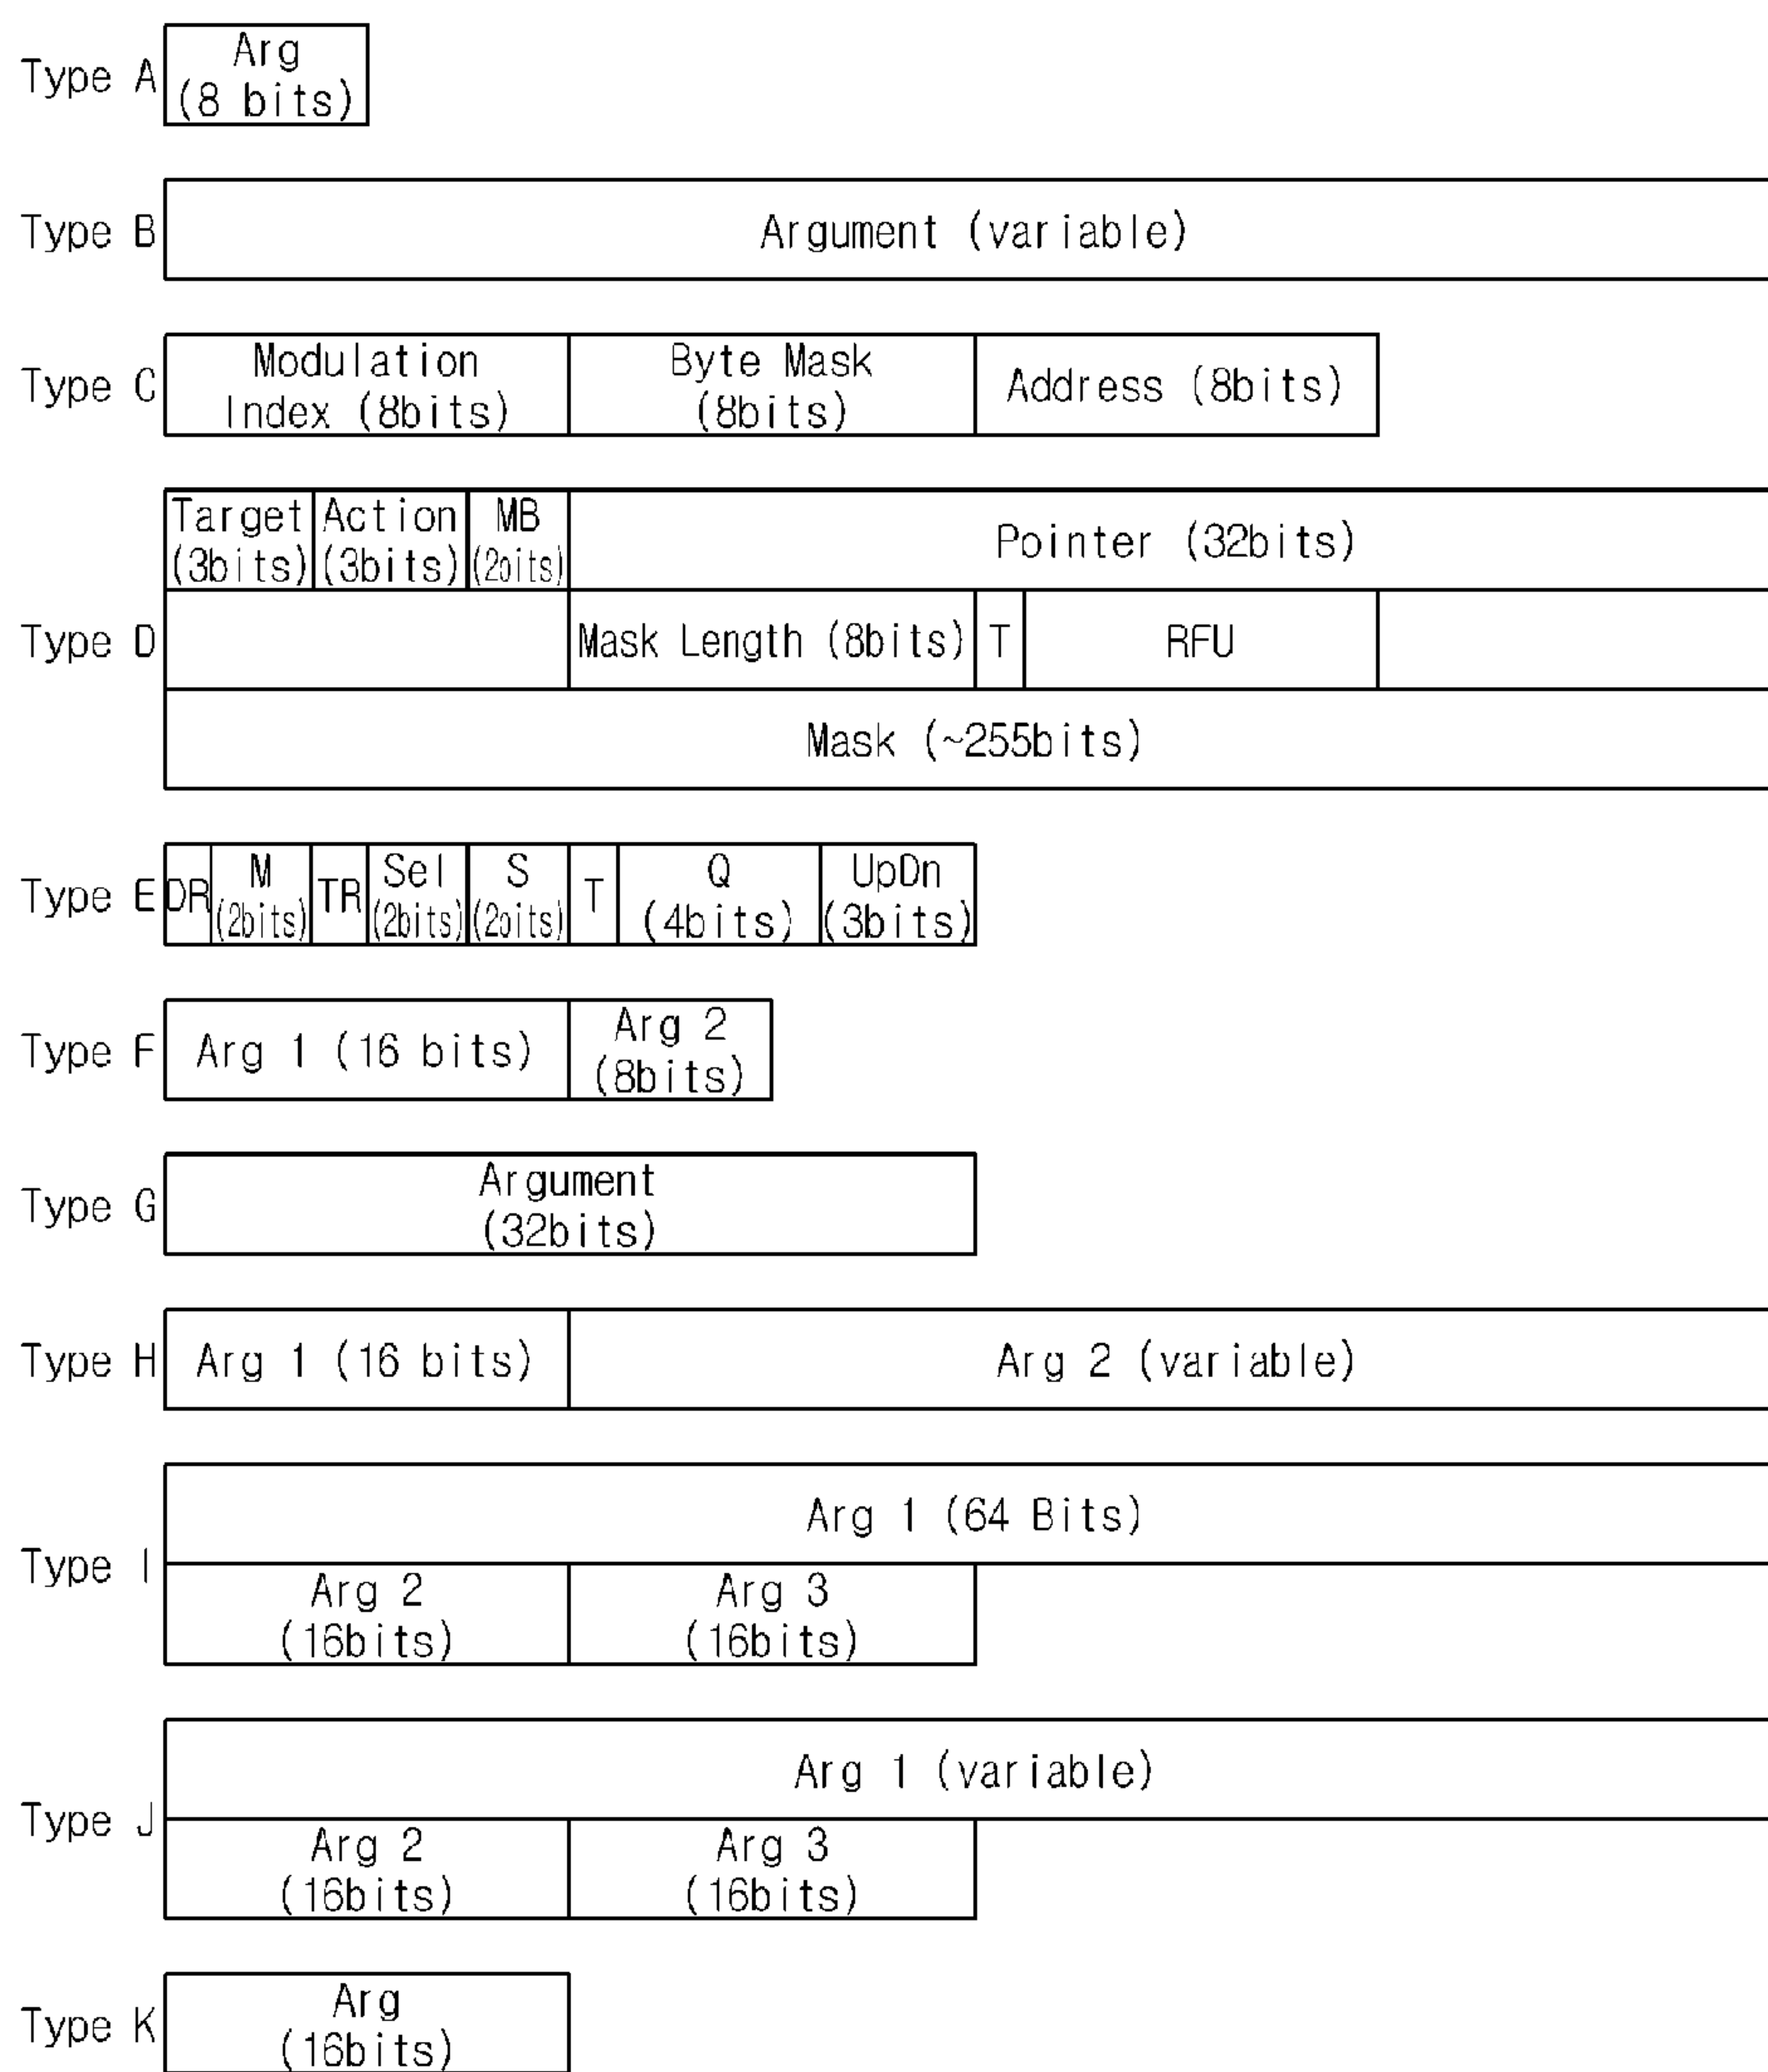 Type A
Arg
(8 bits)
Type B
Argument (variable)
Type C
Modulation
Index (8bits)
Byte Mask
(8bits)
Address (8bits)
Type D
Target
(3bits)
Action
(3bits)
MB
(2bits)
Pointer (32bits)
Mask Length (8bits)
T
RFU
Mask (~255bits)
Type E
DR
M
(2bits)
TR
Sel
(2bits)
S
(2bits)
T
Q
(4bits)
UpDn
(3bits)
Type F
Arg 1 (16 bits)
Arg 2
(8bits)
Type G
Argument
(32bits)
Type H
Arg 1 (16 bits)
Arg 2 (variable)
Type I
Arg 1 (64 Bits)
Arg 2
(16bits)
Arg 3
(16bits)
Type J
Arg 1 (variable)
Arg 2
(16bits)
Arg 3
(16bits)
Type K
Arg
(16bits)